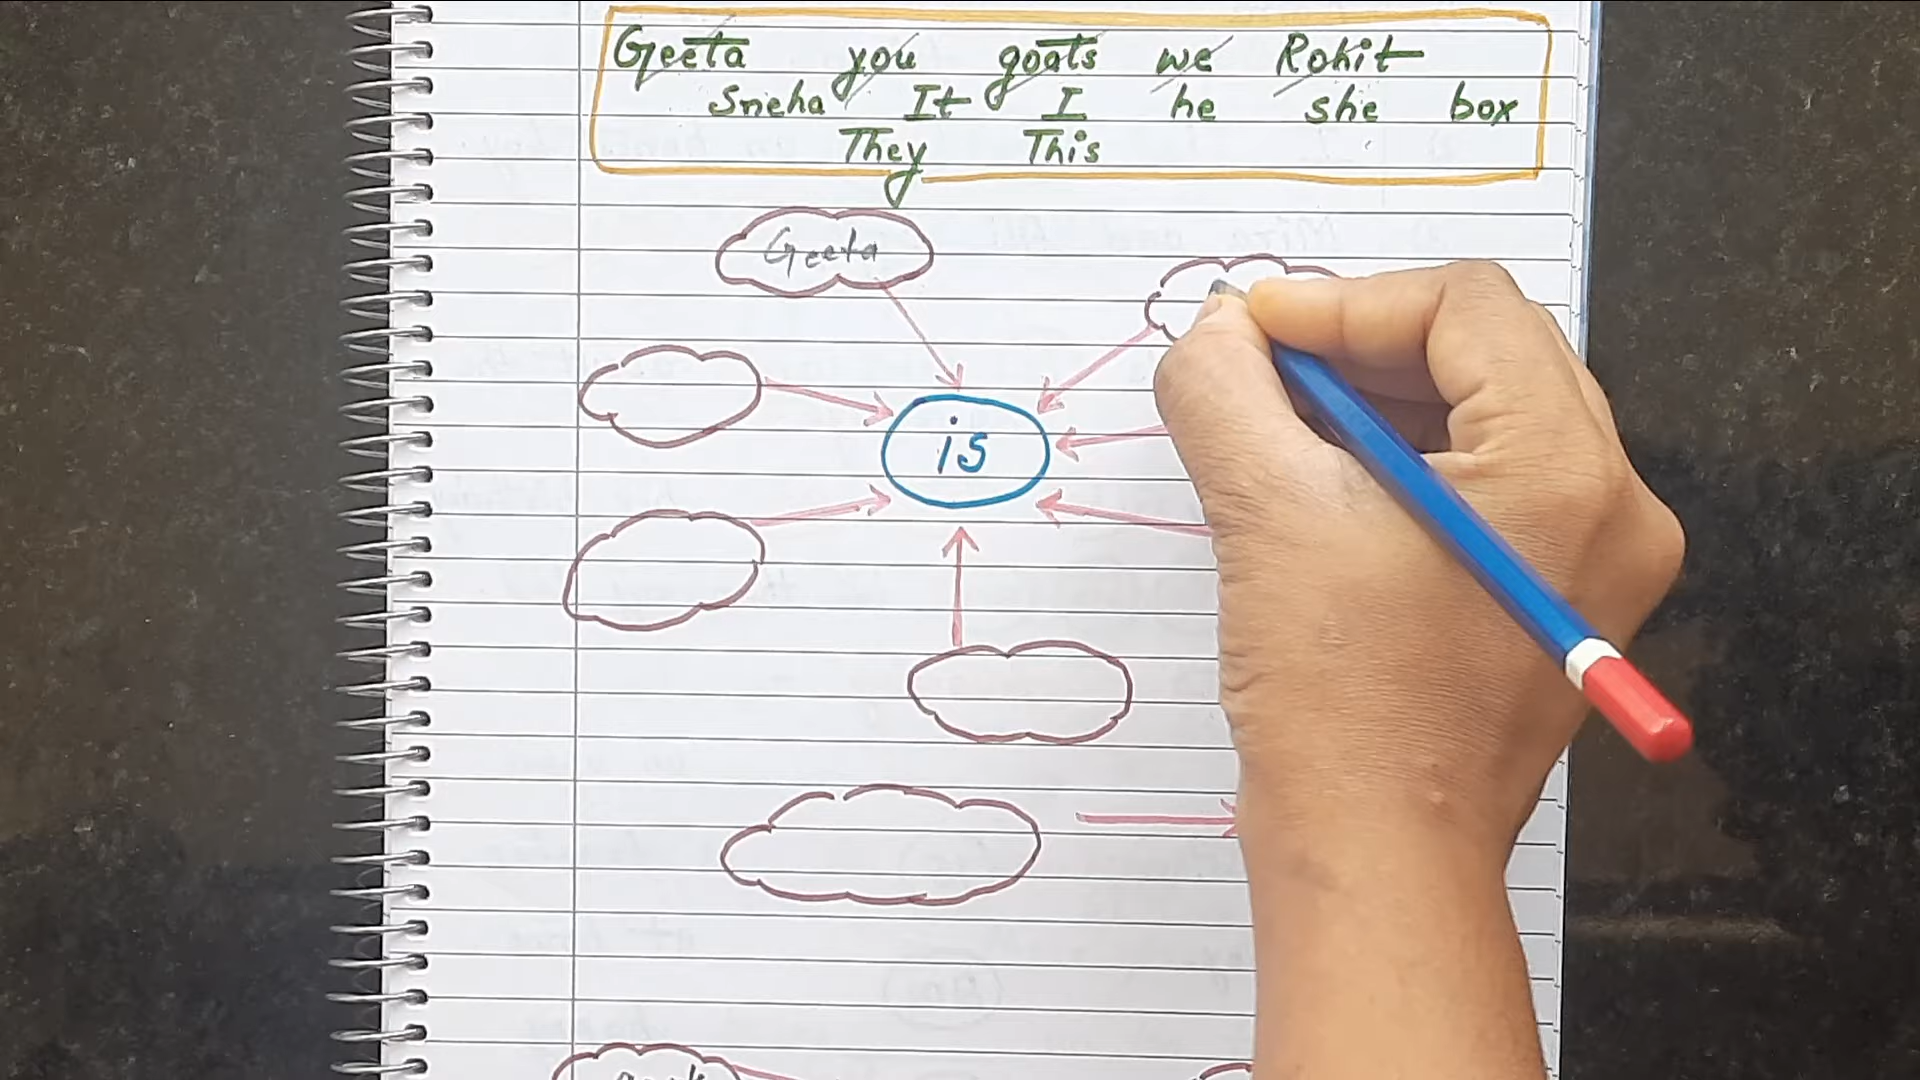 Geeta you goats we Rohit
Sneha It I he she box
They This
Geeta
is